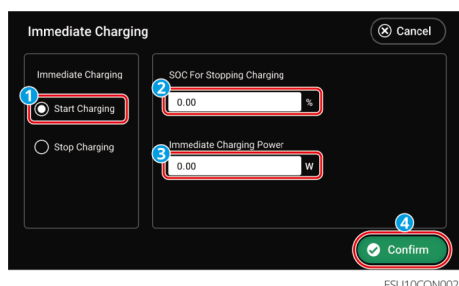 Immediate Charging
Cancel
Immediate Charging
1
Start Charging
Stop Charging
SOC For Stopping Charging
2
0.00 %
Immediate Charging Power
3
0.00 W
4
Confirm
ESU10CON002